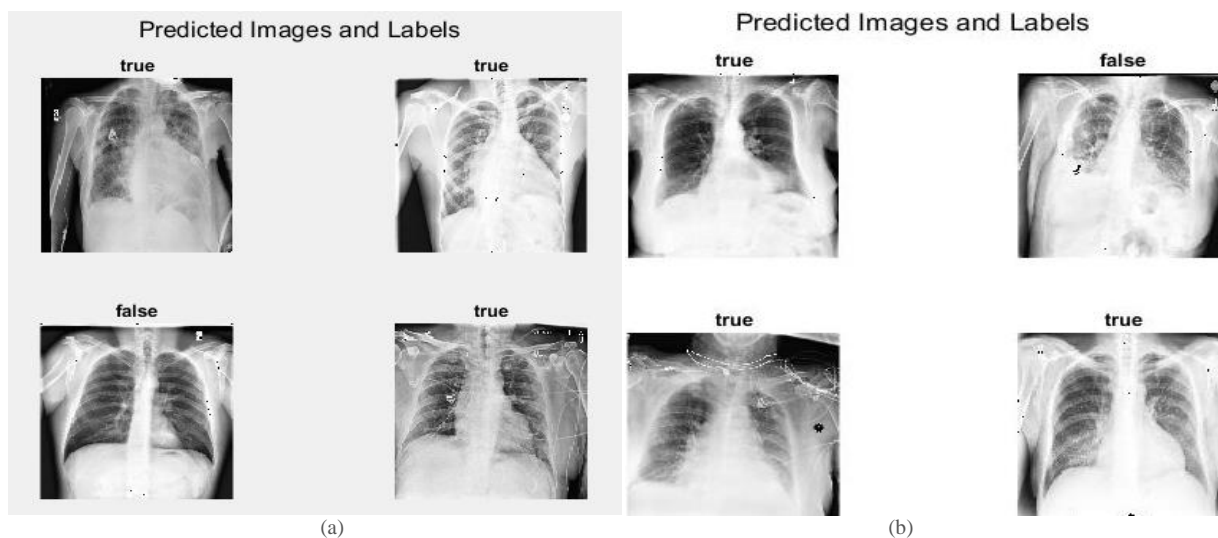 Predicted Images and Labels
true
true
false
true
(a)
Predicted Images and Labels
true
false
true
true
(b)